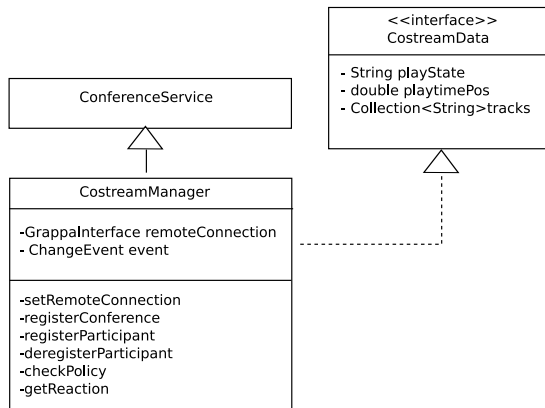 <<interface>>
CostreamData
- String playState
- double playtimePos
- Collection<String>tracks
ConferenceService
CostreamManager
-GrappaInterface remoteConnection
- ChangeEvent event
-setRemoteConnection
-registerConference
-registerParticipant
-deregisterParticipant
-checkPolicy
-getReaction